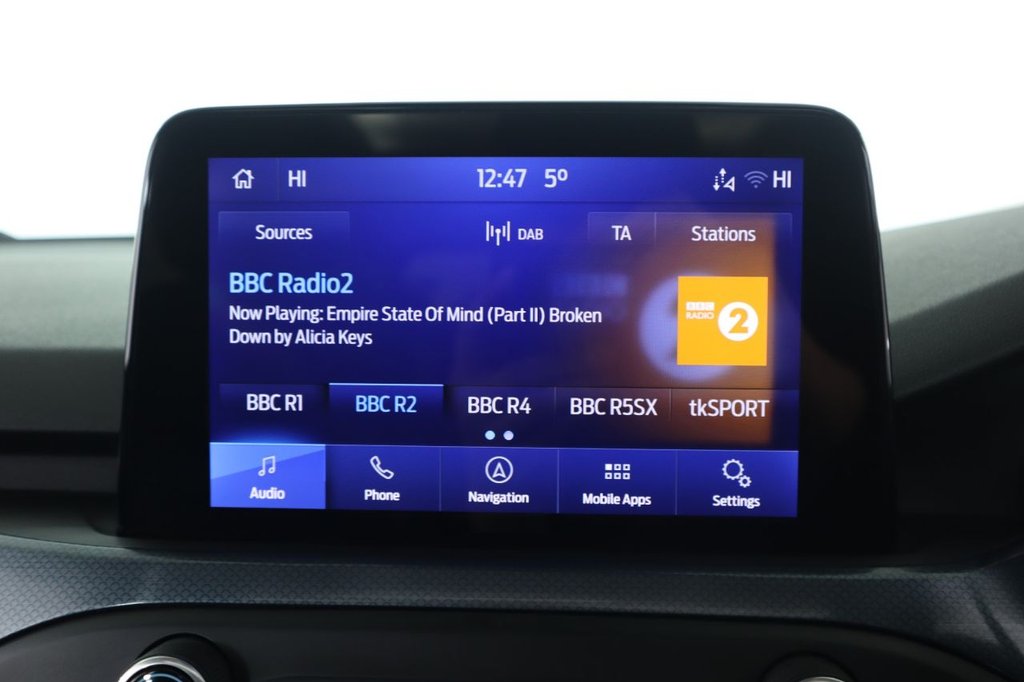 HI 12:47 5º HI
Sources DAB TA Stations
BBC Radio2
Now Playing: Empire State Of Mind (Part II) Broken
Down by Alicia Keys
BBC
RADIO 2
BBC R1 BBC R2 BBC R4 BBC R5SX tkSPORT
Audio Phone Navigation Mobile Apps Settings